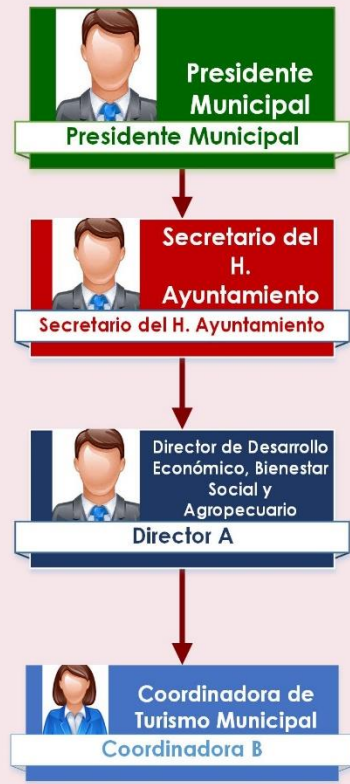 Presidente
Municipal
Presidente Municipal
Secretario del
H.
Ayuntamiento
Secretario del H. Ayuntamiento
Director de Desarrollo
Económico, Bienestar
Social y
Agropecuario
Director A
Coordinadora de
Turismo Municipal
Coordinadora B